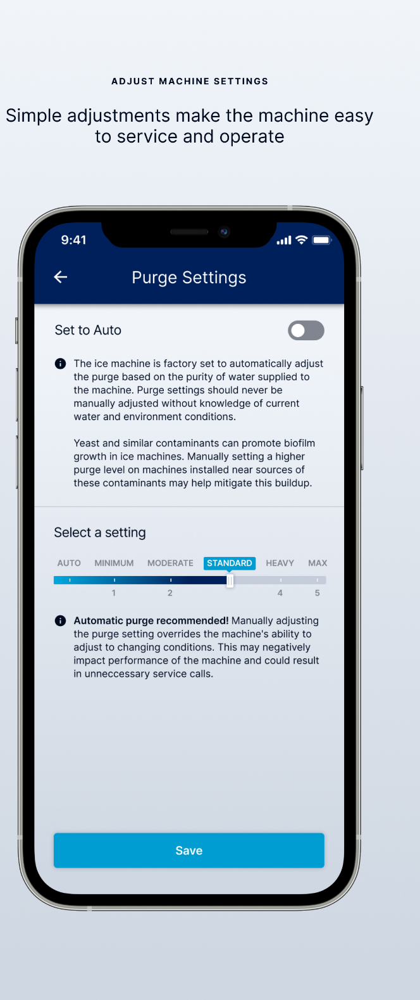 ADJUST MACHINE SETTINGS
Simple adjustments make the machine easy
to service and operate
9:41
Purge Settings
Set to Auto
The ice machine is factory set to automatically adjust
the purge based on the purity of water supplied to
the machine. Purge settings should never be
manually adjusted without knowledge of current
water and environment conditions.
Yeast and similar contaminants can promote biofilm
growth in ice machines. Manually setting a higher
purge level on machines installed near sources of
these contaminants may help mitigate this buildup.
Select a setting
AUTO MINIMUM MODERATE STANDARD HEAVY MAX
1 2 4 5
Automatic purge recommended! Manually adjusting
the purge setting overrides the machine's ability to
adjust to changing conditions. This may negatively
impact performance of the machine and could result
in unneccessary service calls.
Save